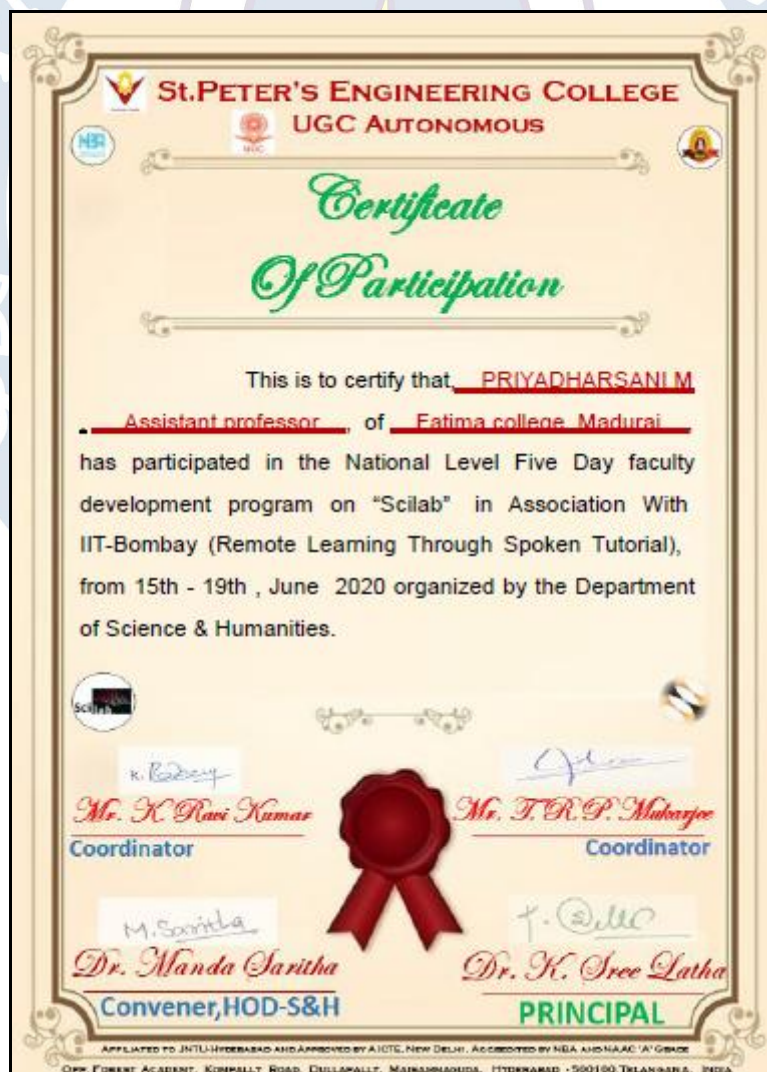 St.Peter's Engineering College
UGC Autonomous
NBA
UGC
Certificate
Of Participation
This is to certify that, PRIYADHARSANI M
, Assistant professor , of Fatima college, Madurai
has participated in the National Level Five Day faculty
development program on “Scilab” in Association With
IIT-Bombay (Remote Learning Through Spoken Tutorial),
from 15th - 19th , June 2020 organized by the Department
of Science & Humanities.
Scilab
Mr. K Ravi Kumar
Mr. T. R. P. Mukarjee
Coordinator
Coordinator
M. Saritha
Dr. Manda Saritha
Dr. K. Sree Latha
Convener,HOD-S&H
PRINCIPAL
Affliated to JNTU-Hyderabad and Approved by AICTE, New Delhi. Accredited by NBA and NAAC 'A' Grade
Opp Forest Academy, Kompally Road, Dullapally, Maisammaguda, Hyderabad -500100, Telangana, India